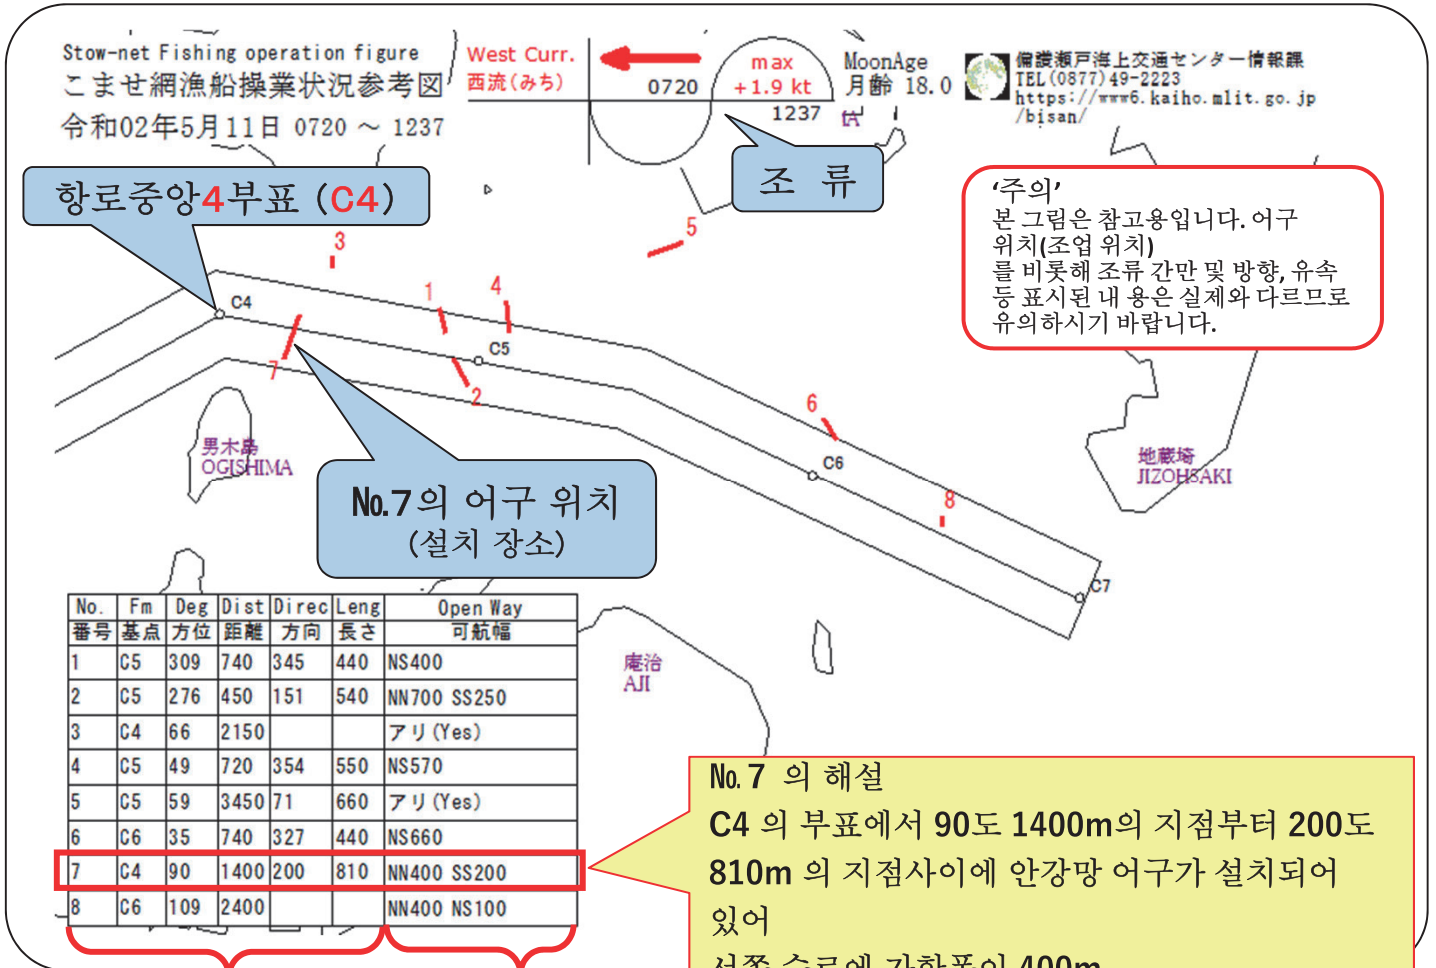 Stow-net Fishing operation figure
こませ網漁船操業状況参考図
令和02年5月11日 0720 ～ 1237
West Curr.
西流(みち)
0720
max
+1.9 kt
1237
MoonAge
月齢 18.0
備讃瀬戸海上交通センター情報課
TEL(0877)49-2223
https://www6.kaiho.mlit.go.jp
/bisan/
항로중앙4부표 (C4)
조 류
'주의'
본 그림은 참고용입니다. 어구
위치(조업 위치)
를 비롯해 조류 간만 및 방향, 유속
등 표시된 내 용은 실제와 다르므로
유의하시기 바랍니다.
3
5
1
4
C4
C5
7
2
6
C6
8
C7
男木島
OGISHIMA
地蔵埼
JIZOHSAKI
№.7의 어구 위치
(설치 장소)
庵治
AJI
No. Fm Deg Dist Direc Leng Open Way
番号 基点 方位 距離 方向 長さ 可航幅
1 C5 309 740 345 440 NS400
2 C5 276 450 151 540 NN700 SS250
3 C4 66 2150 アリ(Yes)
4 C5 49 720 354 550 NS570
5 C5 59 3450 71 660 アリ(Yes)
6 C6 35 740 327 440 NS660
7 C4 90 1400 200 810 NN400 SS200
8 C6 109 2400 NN400 NS100
№.7 의 해설
C4 의 부표에서 90도 1400m의 지점부터 200도
810m 의 지점사이에 안강망 어구가 설치되어
있어
400m